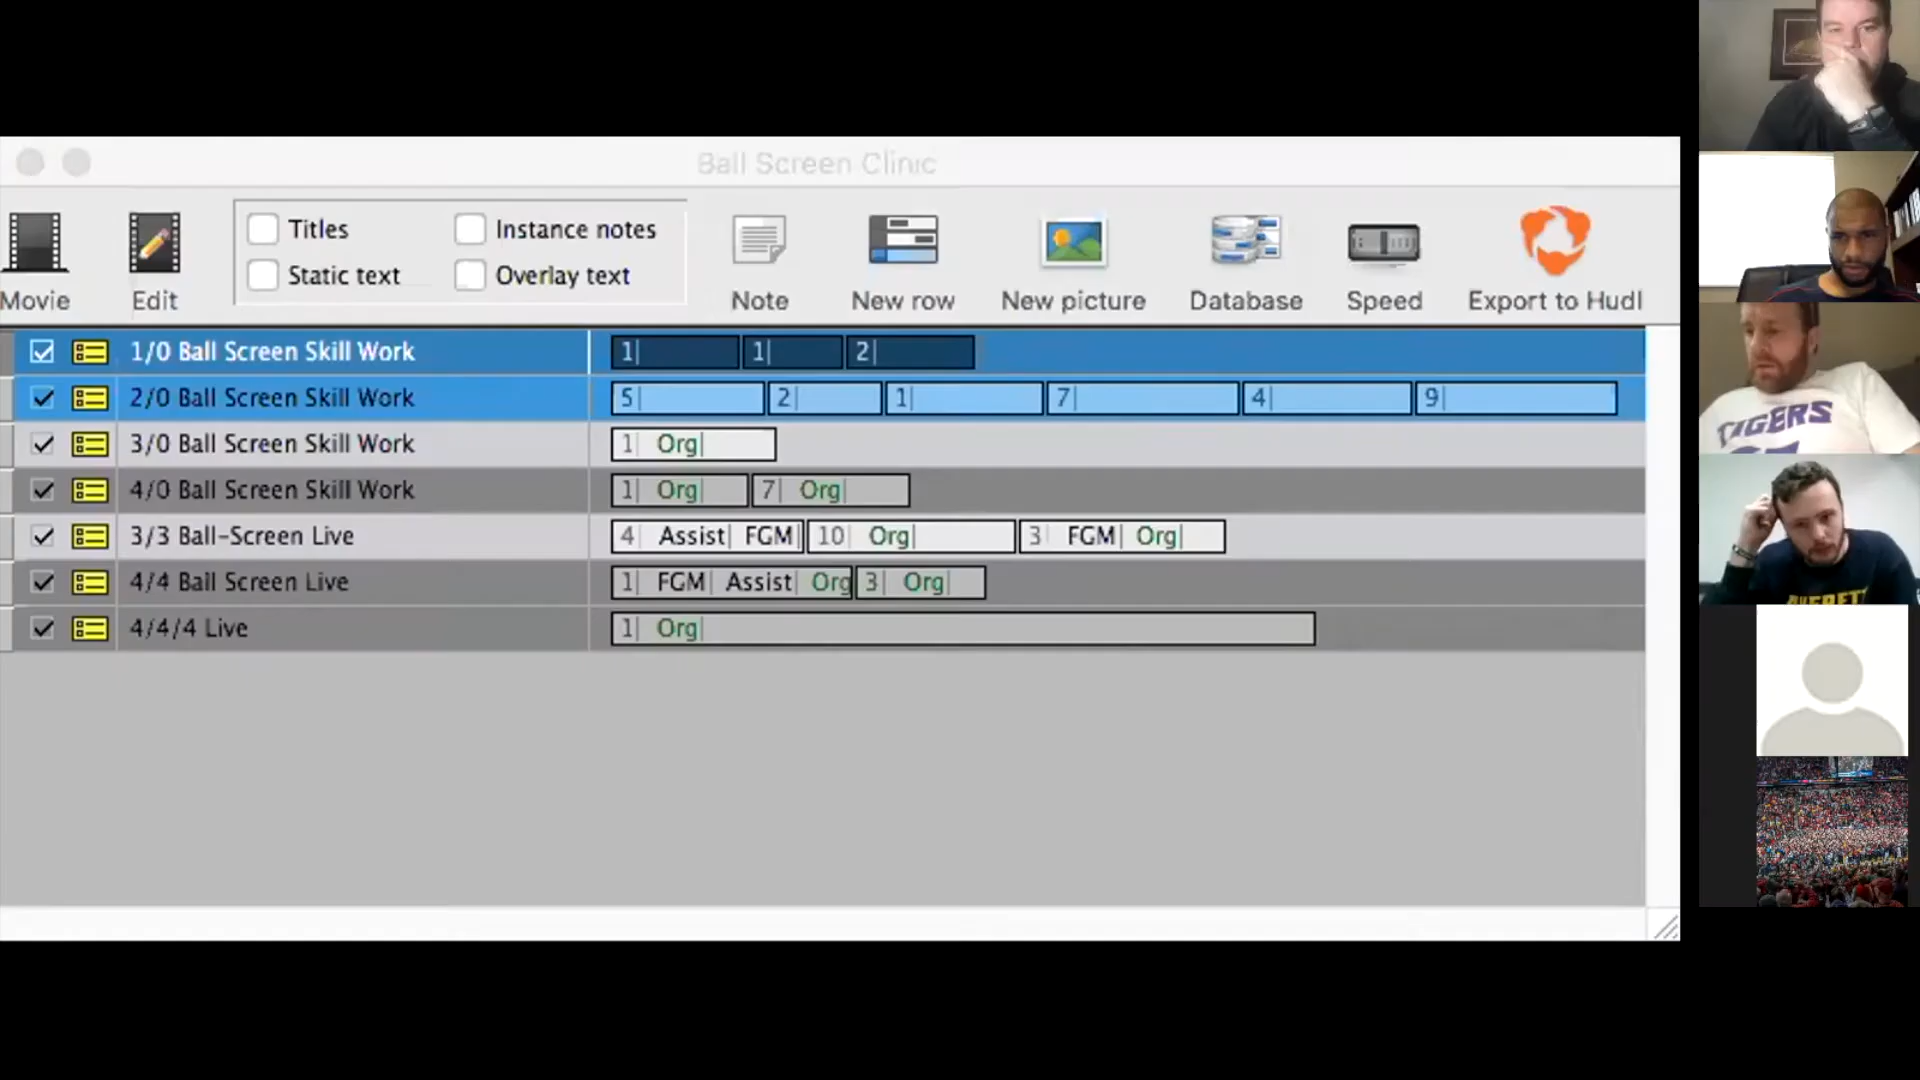 Ball Screen Clinic
Titles
Instance notes
Static text
Overlay text
Movie
Edit
Note
New row
New picture
Database
Speed
Export to Hudl
1/0 Ball Screen Skill Work 1| 1| 2|
2/0 Ball Screen Skill Work 5| 2| 1| 7| 4| 9|
3/0 Ball Screen Skill Work 1| Org|
4/0 Ball Screen Skill Work 1| Org| 7| Org|
3/3 Ball-Screen Live 4 Assist| FGM| 10| Org| 3 FGM| Org|
4/4 Ball Screen Live 1| FGM| Assist| Org 3| Org|
4/4/4 Live 1| Org|
TIGERS
AVERETT